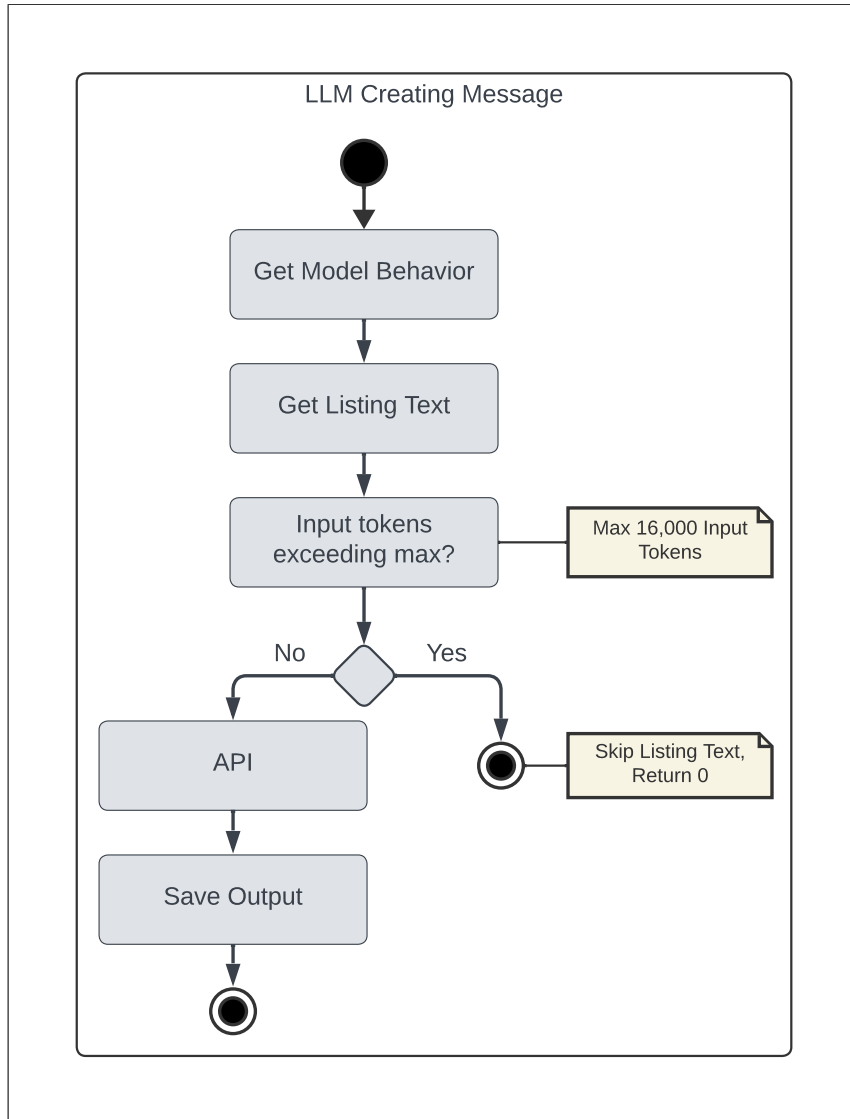 LLM Creating Message
Get Model Behavior
Get Listing Text
Input tokens
exceeding max?
Max 16,000 Input
Tokens
No
Yes
API
Skip Listing Text,
Return 0
Save Output